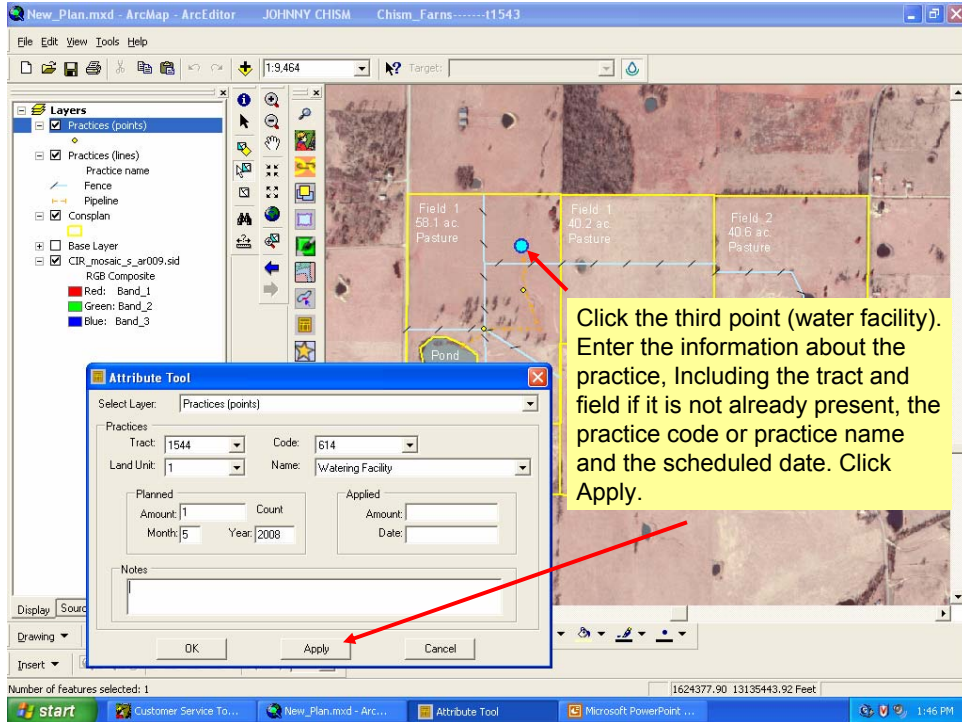 New_Plan.mxd - ArcMap - ArcEditor JOHNNY CHISM Chism_Farns-------t1543
File Edit View Tools Help
1:9,464
Target:
Layers
Practices (points)
Practices (lines)
Practice name
Fence
Pipeline
Consplan
Base Layer
CIR_mosaic_s_ar009.sid
RGB Composite
Red: Band_1
Green: Band_2
Blue: Band_3
Field 1
58.1 ac.
Pasture
Field 1
40.2 ac.
Pasture
Field 2
40.6 ac.
Pasture
Pond
Click the third point (water facility).
Enter the information about the
practice, Including the tract and
field if it is not already present, the
practice code or practice name
and the scheduled date. Click
Apply.
Attribute Tool
Select Layer: Practices (points)
Practices
Tract: 1544 Code: 614
Land Unit: 1 Name: Watering Facility
Planned
Amount: 1 Count
Month: 5 Year: 2008
Applied
Amount:
Date:
Notes
OK Apply Cancel
Display Sourc
Drawing
Insert
Number of features selected: 1
1624377.90 13135443.92 Feet
start Customer Service To... New_Plan.mxd - Arc... Attribute Tool Microsoft PowerPoint ... 1:46 PM